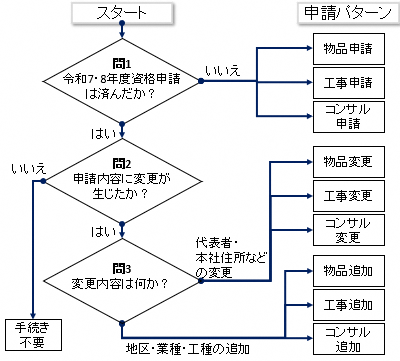 スタート
申請パターン
問1
令和7・8年度資格申請
は済んだか？
いいえ
物品申請
工事申請
コンサル
申請
はい
問2
申請内容に変更が
生じたか？
いいえ
物品変更
工事変更
コンサル
変更
はい
代表者・
本社住所など
の変更
問3
変更内容は何か？
物品追加
工事追加
コンサル
追加
手続き
不要
地区・業種・工種の追加